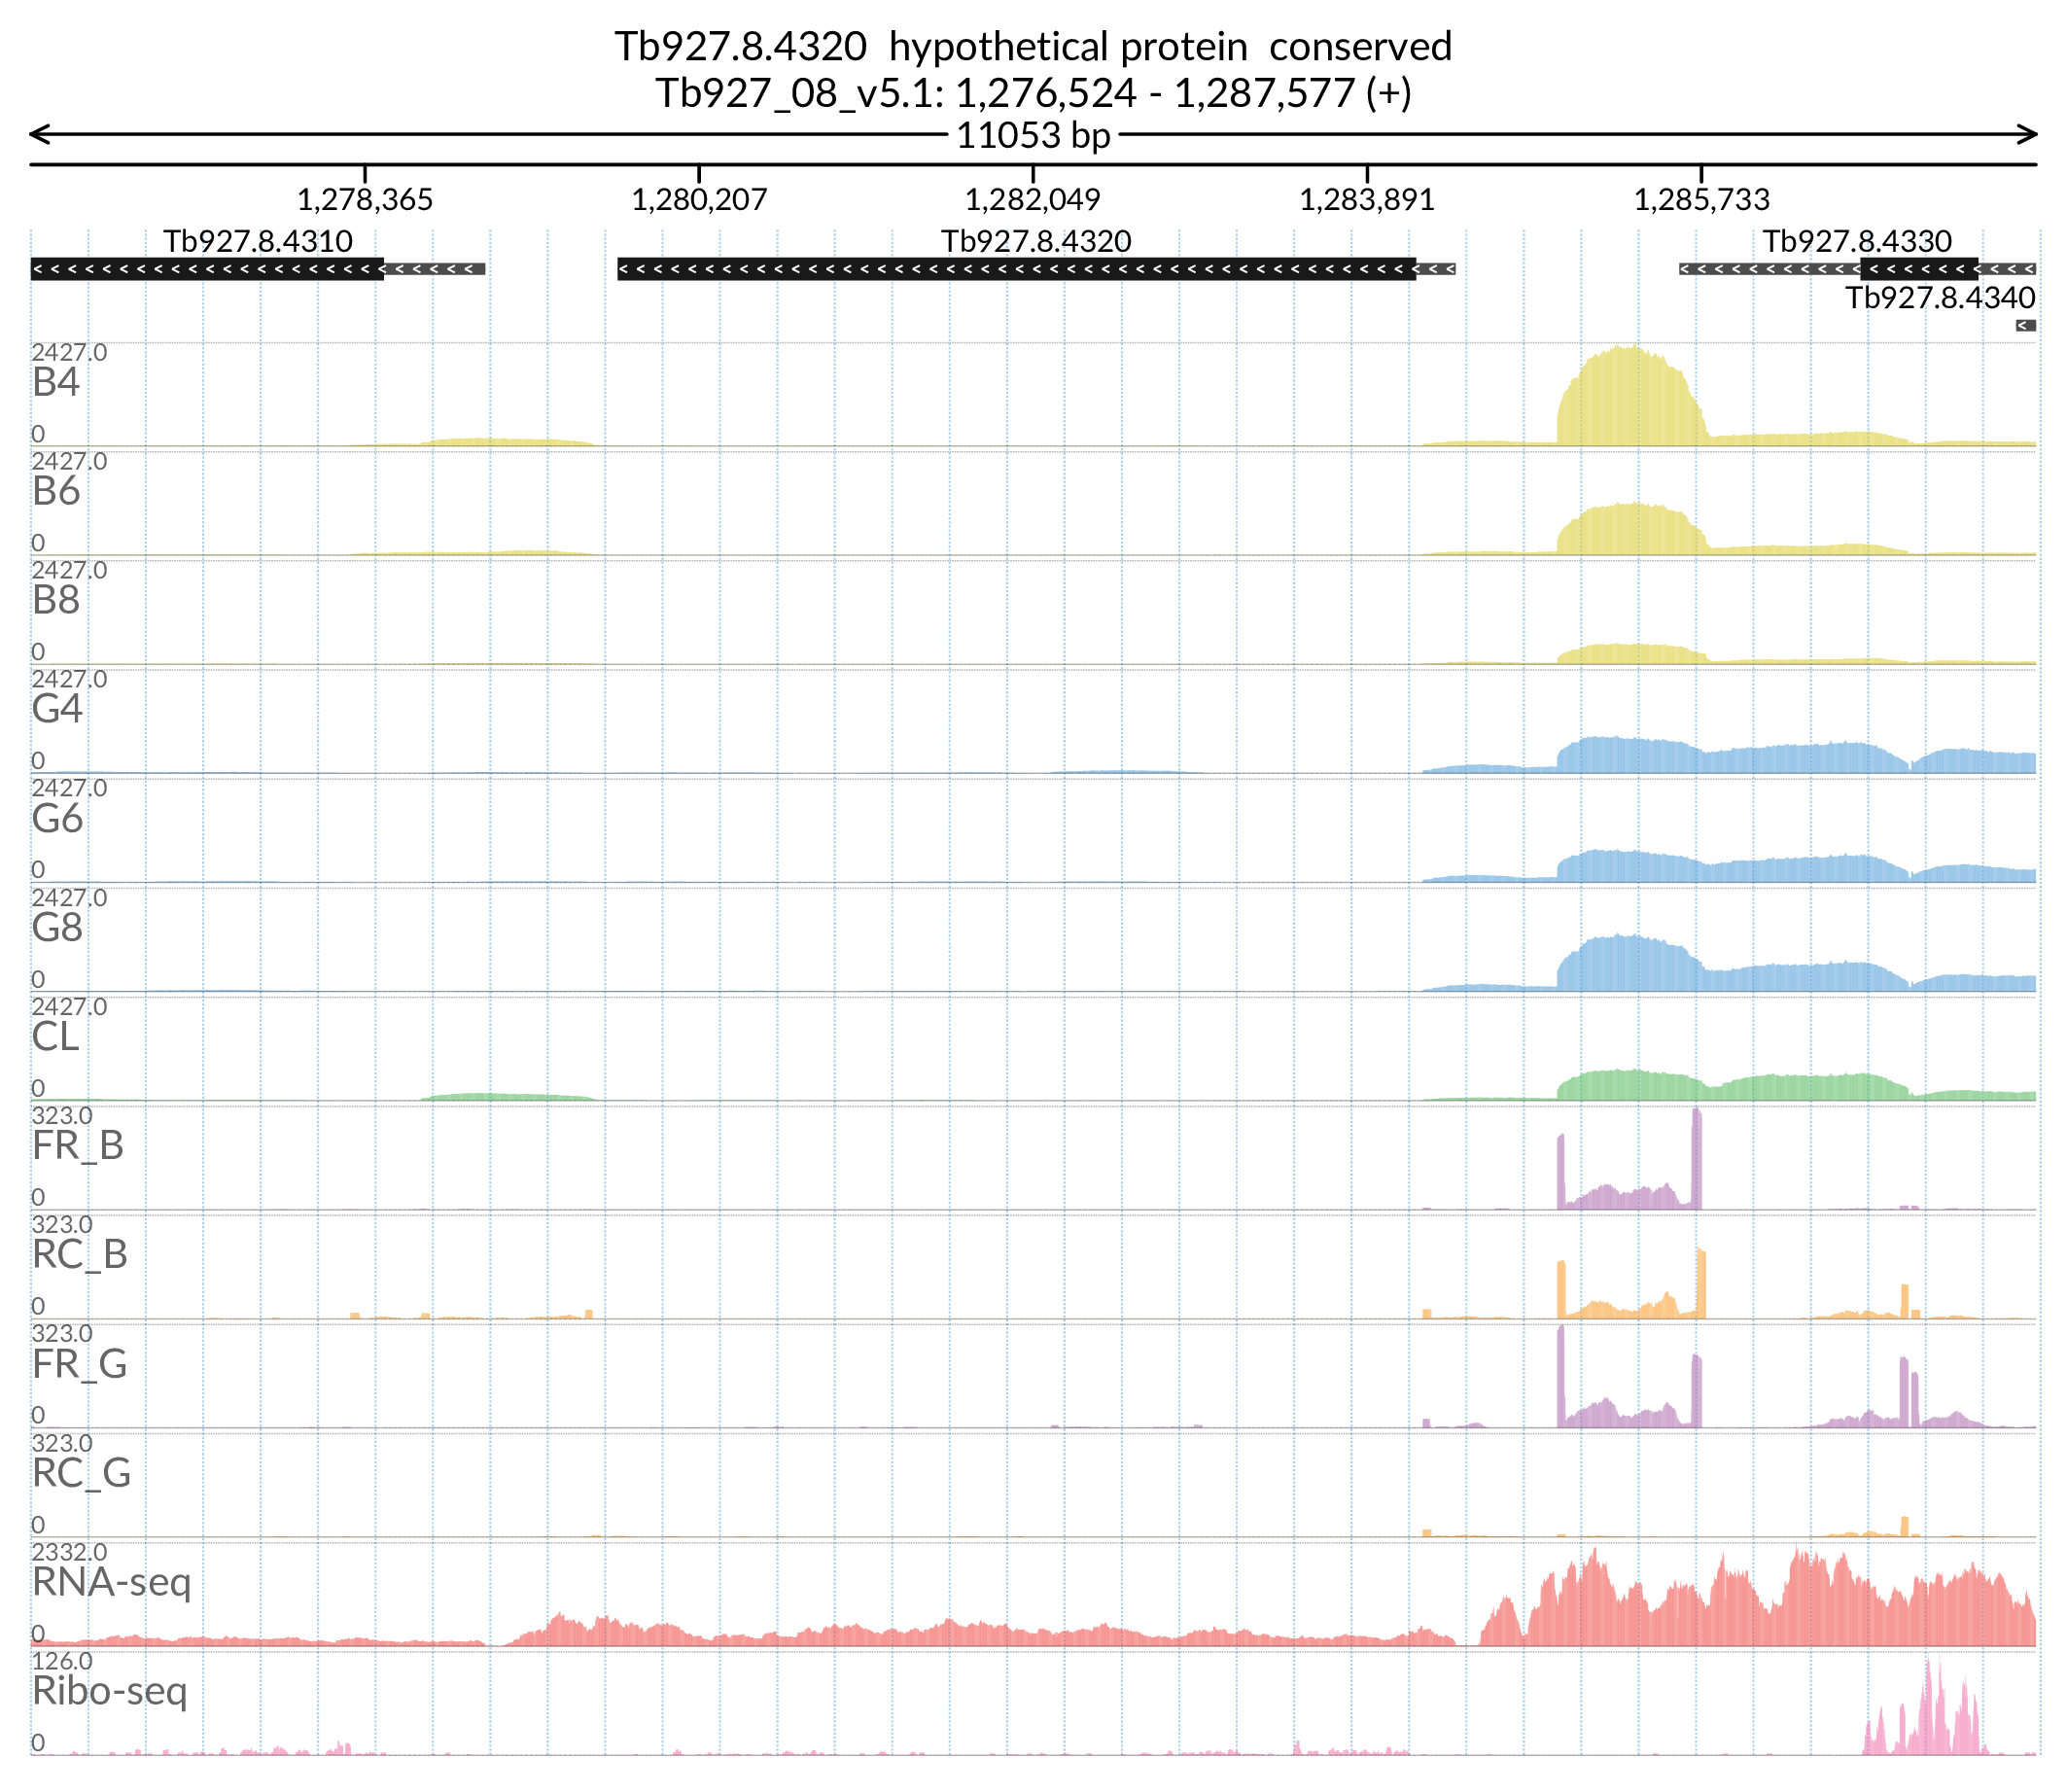 Tb927.8.4320  hypothetical protein  conserved
Tb927_08_v5.1: 1,276,524 - 1,287,577 (+)
11053 bp
1,278,365 1,280,207 1,282,049 1,283,891 1,285,733
Tb927.8.4310 Tb927.8.4320 Tb927.8.4330
Tb927.8.4340
2427.0
B4
0
2427.0
B6
0
2427.0
B8
0
2427.0
G4
0
2427.0
G6
0
2427.0
G8
0
2427.0
CL
0
323.0
FR_B
0
323.0
RC_B
0
323.0
FR_G
0
323.0
RC_G
0
2332.0
RNA-seq
0
126.0
Ribo-seq
0